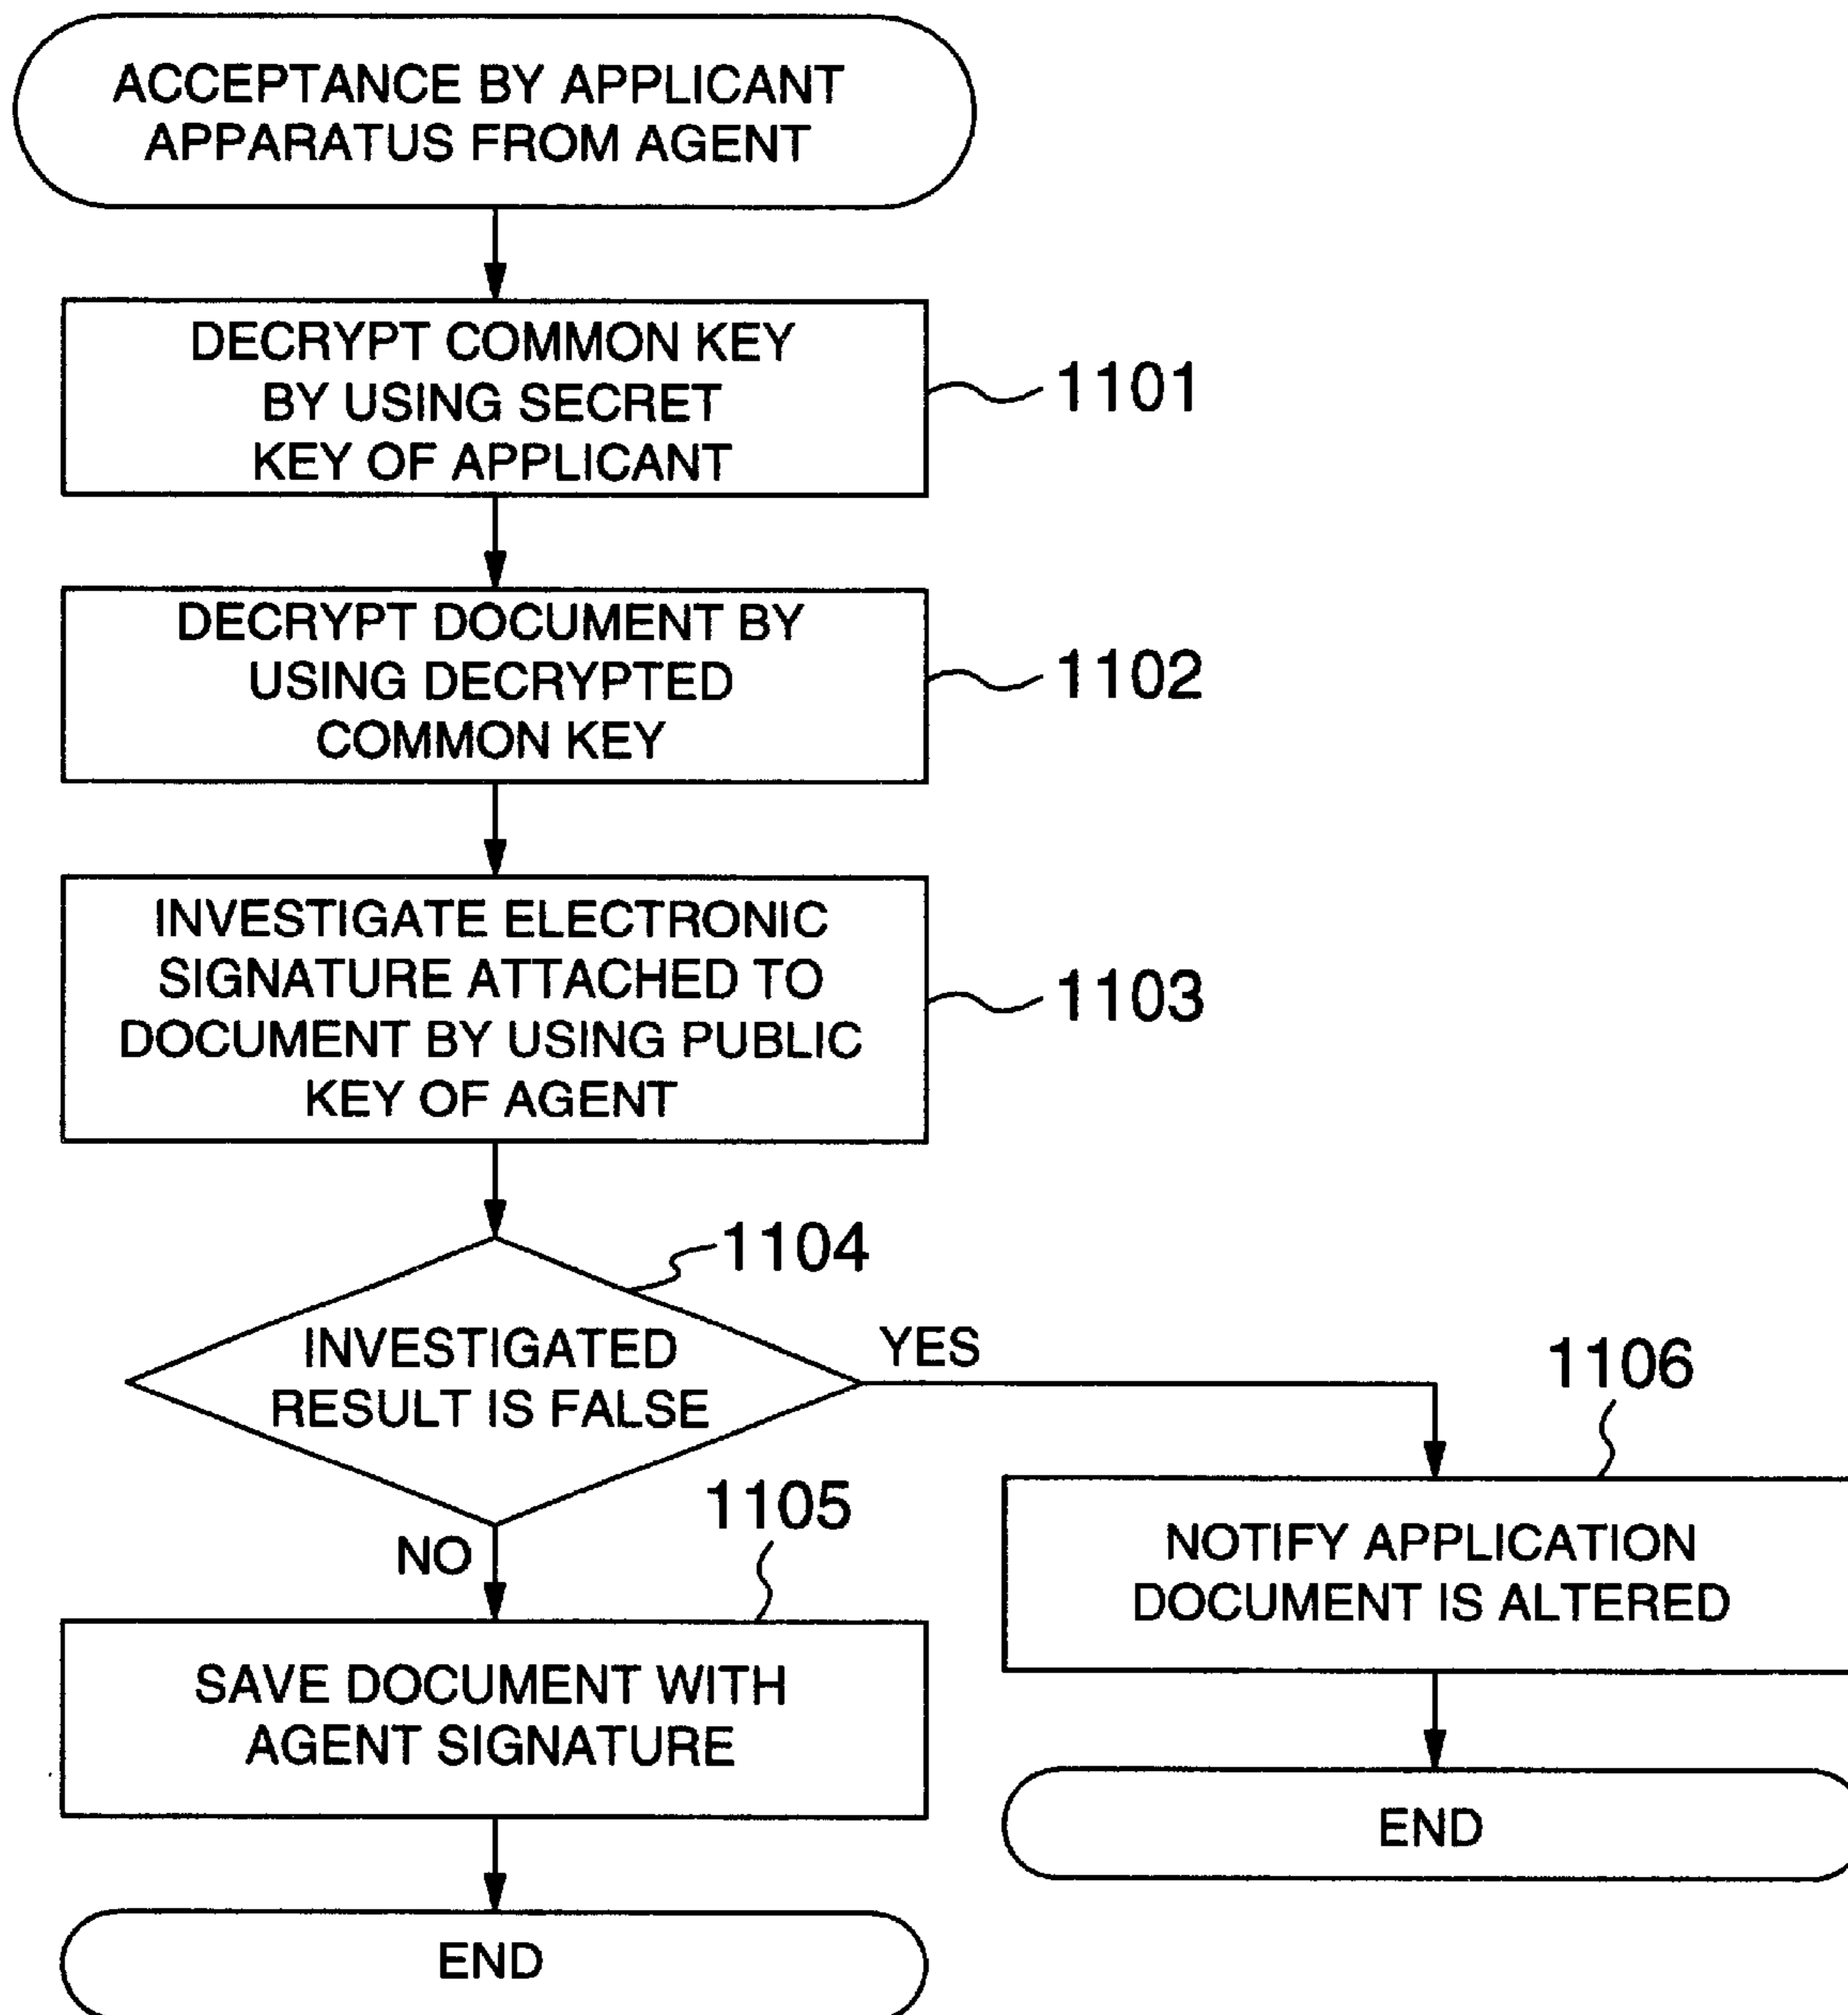 ACCEPTANCE BY APPLICANT
APPARATUS FROM AGENT
DECRYPT COMMON KEY
BY USING SECRET
KEY OF APPLICANT
1101
DECRYPT DOCUMENT BY
USING DECRYPTED
COMMON KEY
1102
INVESTIGATE ELECTRONIC
SIGNATURE ATTACHED TO
DOCUMENT BY USING PUBLIC
KEY OF AGENT
1103
1104
INVESTIGATED
RESULT IS FALSE
YES
NO
1105
SAVE DOCUMENT WITH
AGENT SIGNATURE
END
1106
NOTIFY APPLICATION
DOCUMENT IS ALTERED
END